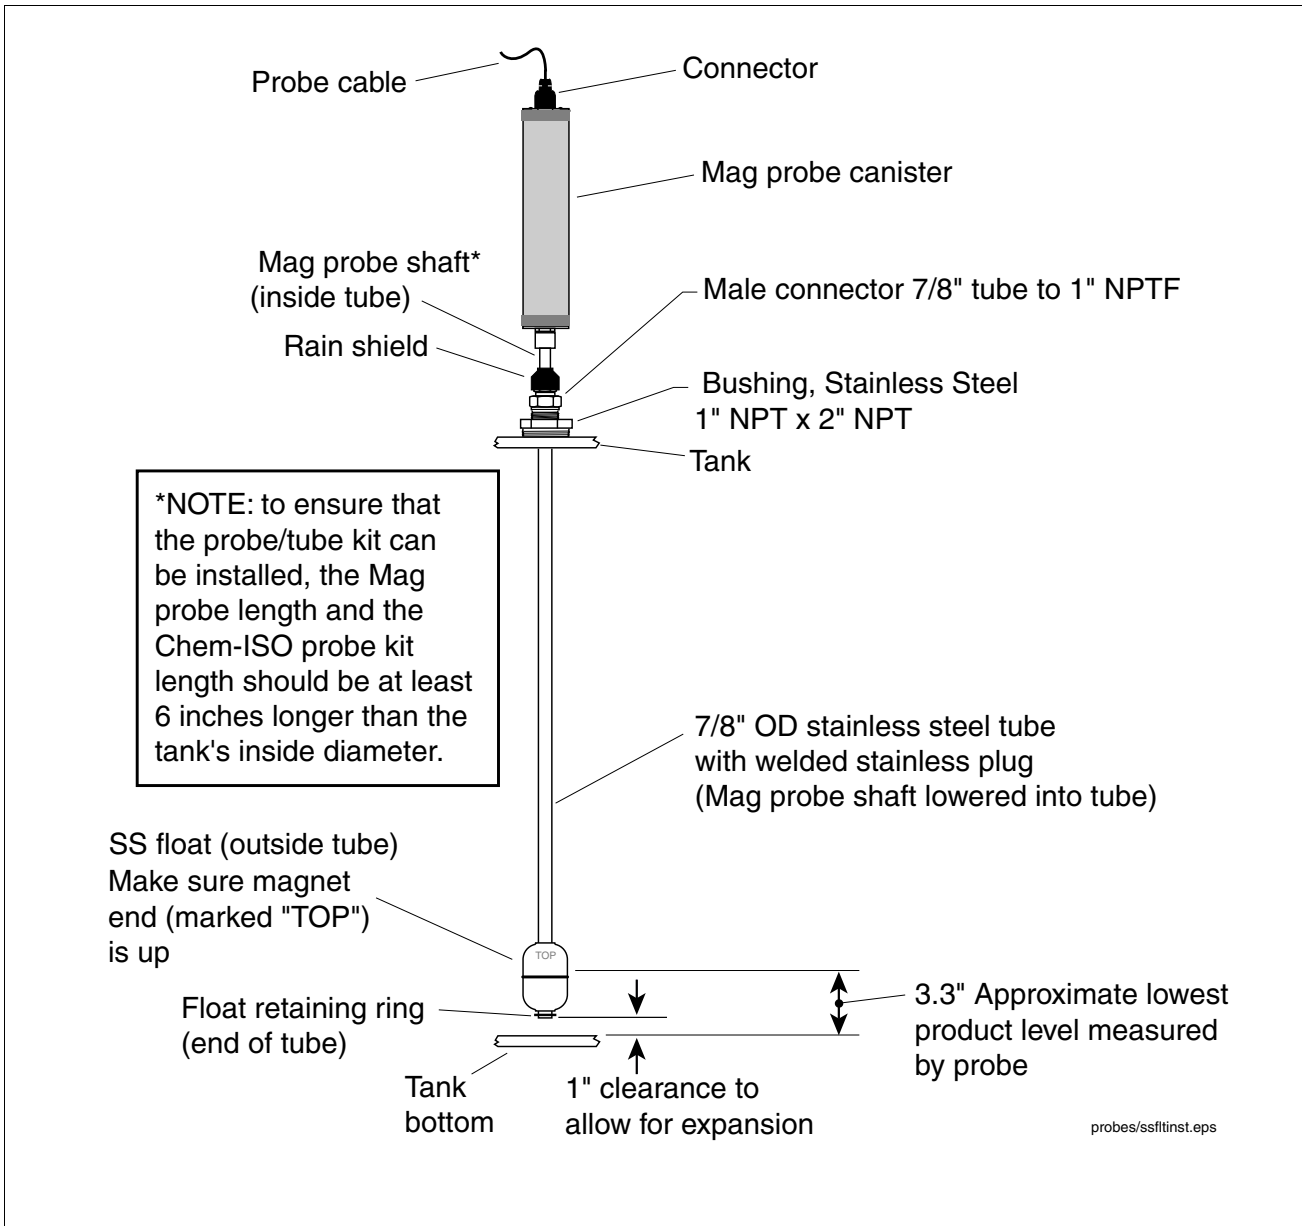 Probe cable
Connector
Mag probe canister
Mag probe shaft*
(inside tube)
Male connector 7/8" tube to 1" NPTF
Rain shield
Bushing, Stainless Steel
1" NPT x 2" NPT
Tank
*NOTE: to ensure that
the probe/tube kit can
be installed, the Mag
probe length and the
Chem-ISO probe kit
length should be at least
6 inches longer than the
tank's inside diameter.
7/8" OD stainless steel tube
with welded stainless plug
(Mag probe shaft lowered into tube)
SS float (outside tube)
Make sure magnet
end (marked "TOP")
is up
TOP
Float retaining ring
(end of tube)
3.3" Approximate lowest
product level measured
by probe
Tank
bottom
1" clearance to
allow for expansion
probes/ssfltinst.eps